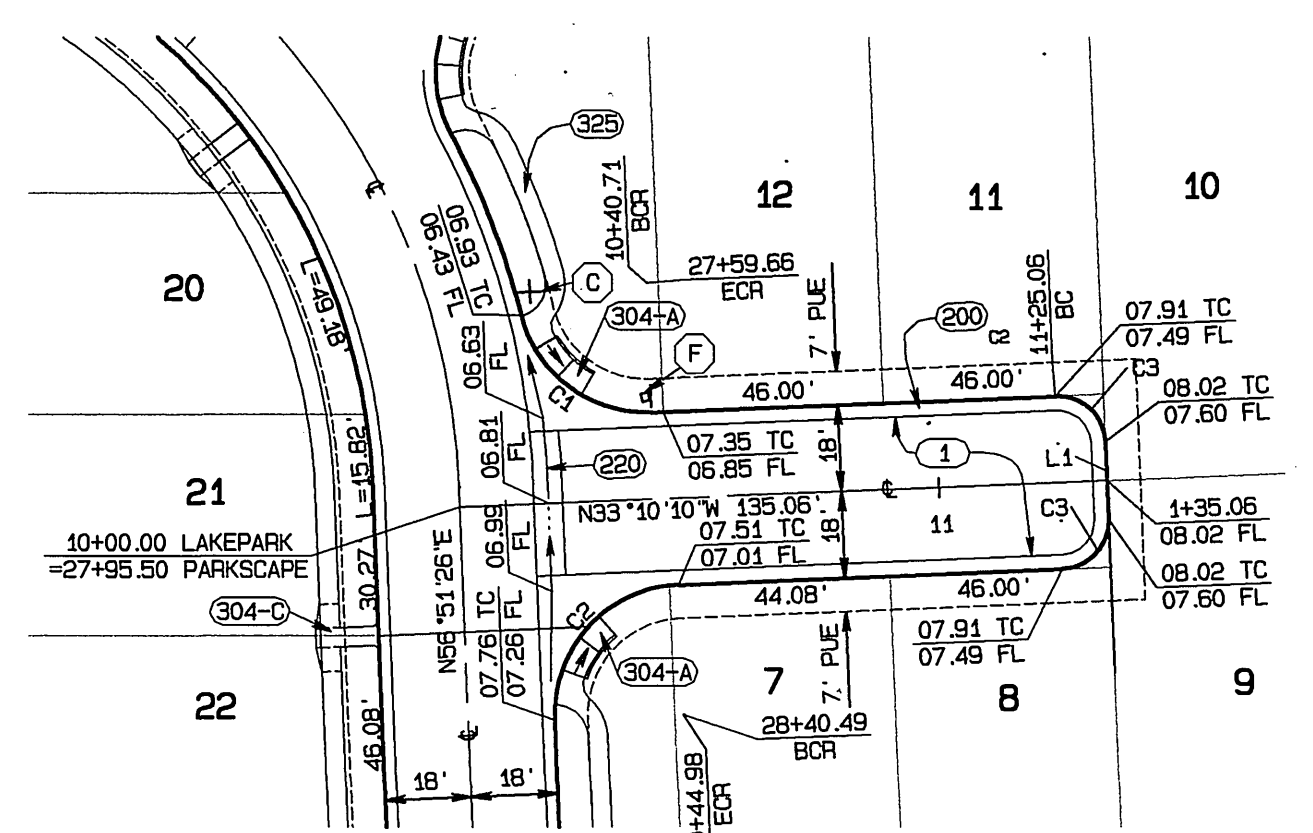 325
12
11
10
10+40.71
BCR
27+59.66
ECR
06.93 TC
06.43 FL
C
304-A
F
7' PUE
200
C2
11+25.06
BC
07.91 TC
07.49 FL
C3
08.02 TC
07.60 FL
20
L=49.18'
06.63
FL
C1
46.00'
46.00'
07.35 TC
06.85 FL
18'
1
L1
L=15.82'
06.81
FL
220
21
N33°10'10"W 135.06'
℄
11
C3
1+35.06
08.02 FL
10+00.00 LAKEPARK
=27+95.50 PARKSCAPE
N56°51'26"E
06.99
FL
07.51 TC
07.01 FL
18'
08.02 TC
07.60 FL
30.27
304-C
C2
44.08'
46.00'
07.91 TC
07.49 FL
07.76 TC
07.26 FL
304-A
7' PUE
7
8
9
22
28+40.49
BCR
46.08'
℄
18'
18'
+44.98
ECR
℄